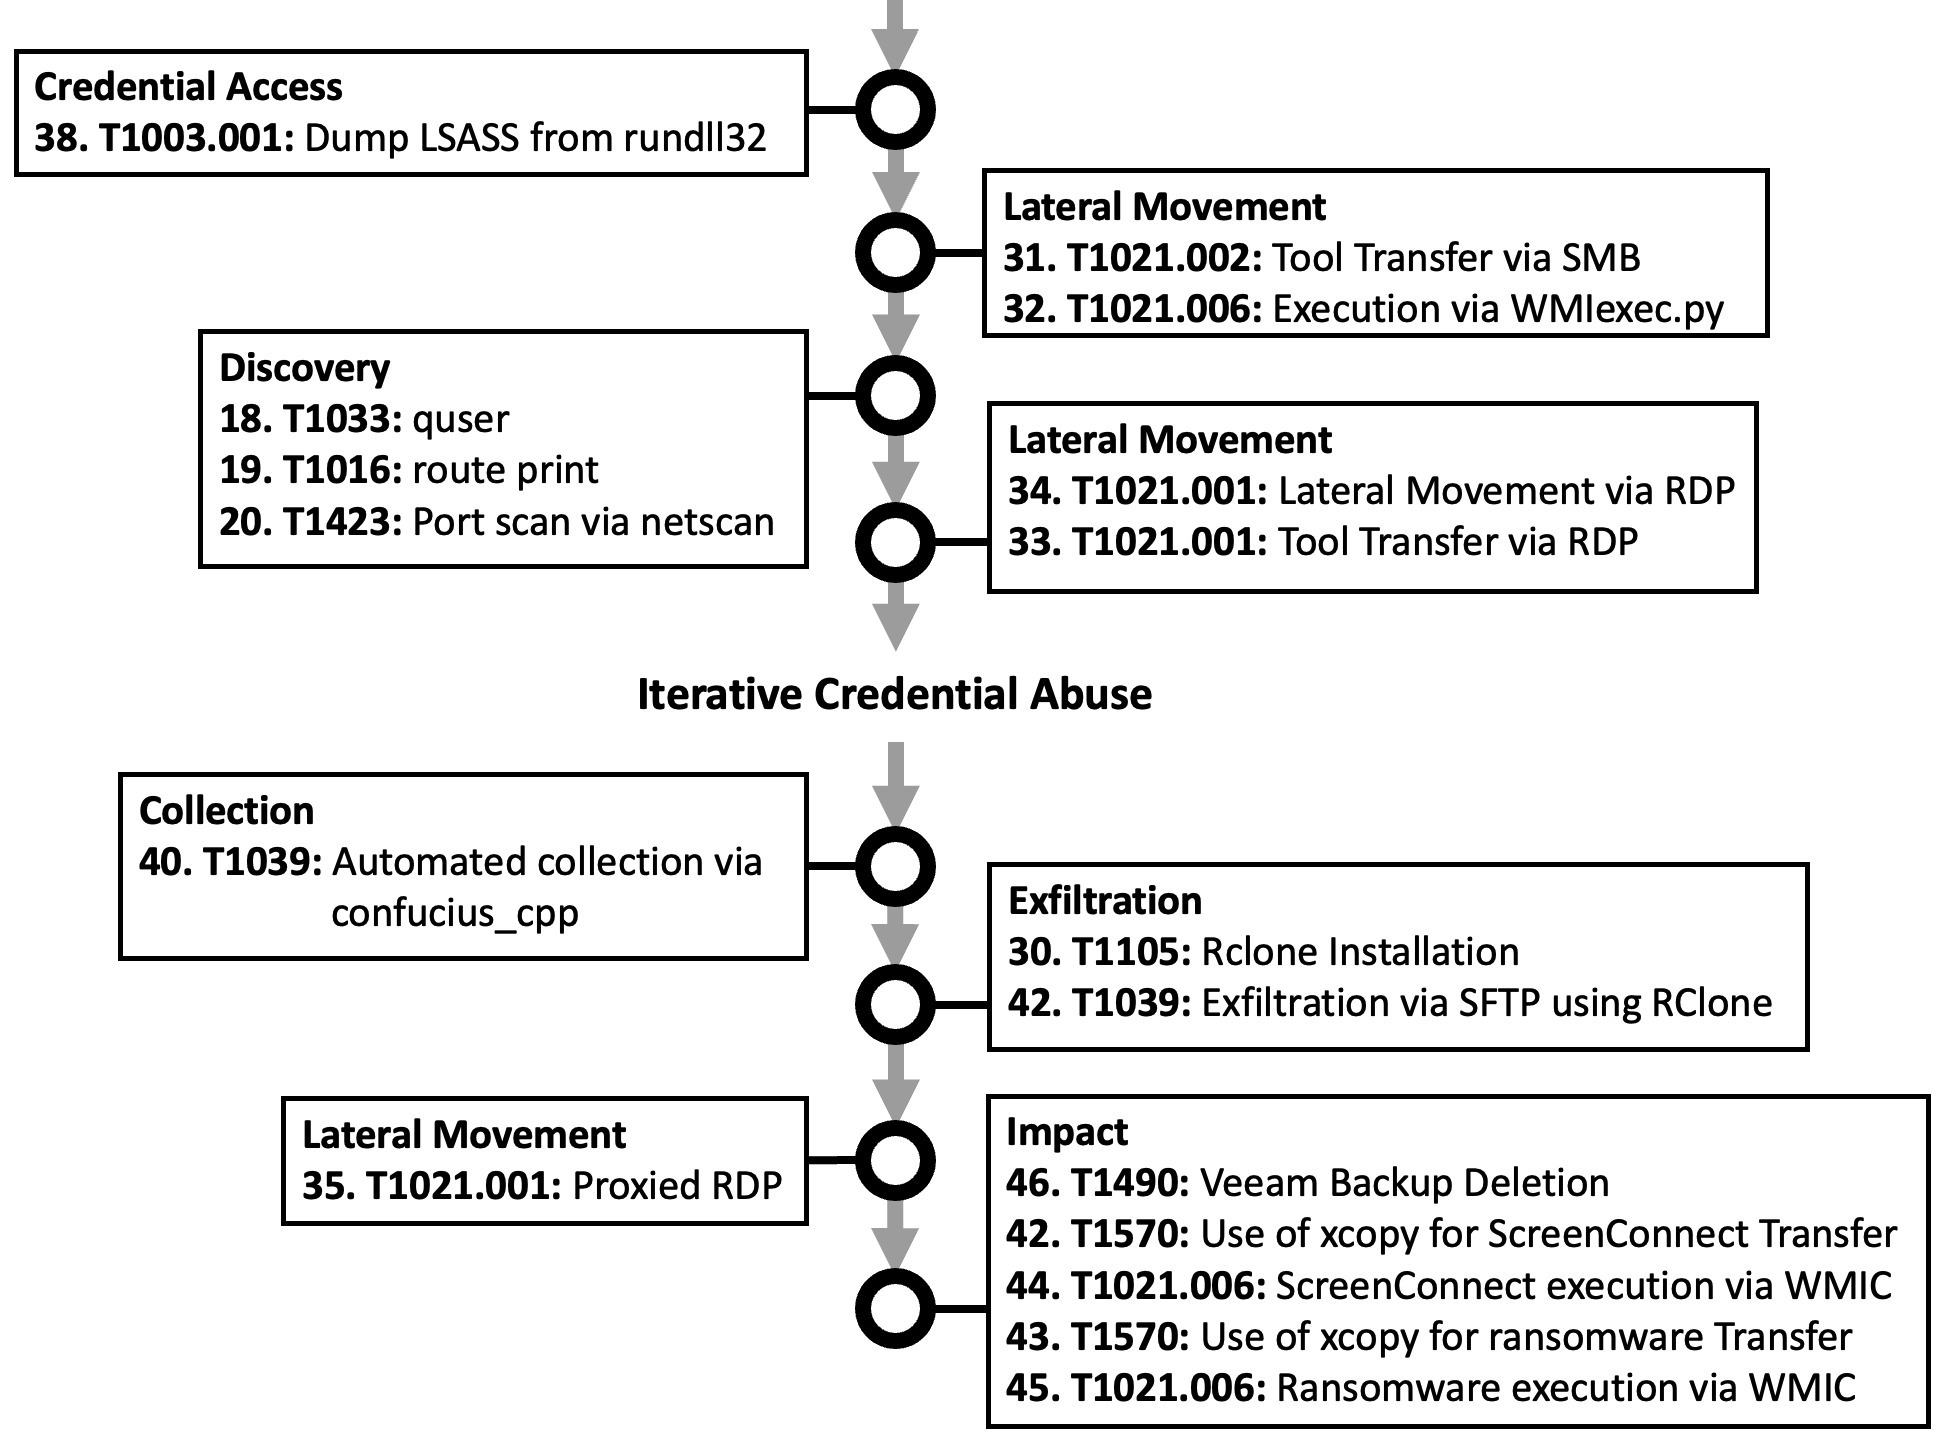 Credential Access
38. T1003.001: Dump LSASS from rundll32
Lateral Movement
31. T1021.002: Tool Transfer via SMB
32. T1021.006: Execution via WMIexec.py
Discovery
18. T1033: quser
19. T1016: route print
20. T1423: Port scan via netscan
Lateral Movement
34. T1021.001: Lateral Movement via RDP
33. T1021.001: Tool Transfer via RDP
Iterative Credential Abuse
Collection
40. T1039: Automated collection via
confucius_cpp
Exfiltration
30. T1105: Rclone Installation
42. T1039: Exfiltration via SFTP using RClone
Lateral Movement
35. T1021.001: Proxied RDP
Impact
46. T1490: Veeam Backup Deletion
42. T1570: Use of xcopy for ScreenConnect Transfer
44. T1021.006: ScreenConnect execution via WMIC
43. T1570: Use of xcopy for ransomware Transfer
45. T1021.006: Ransomware execution via WMIC